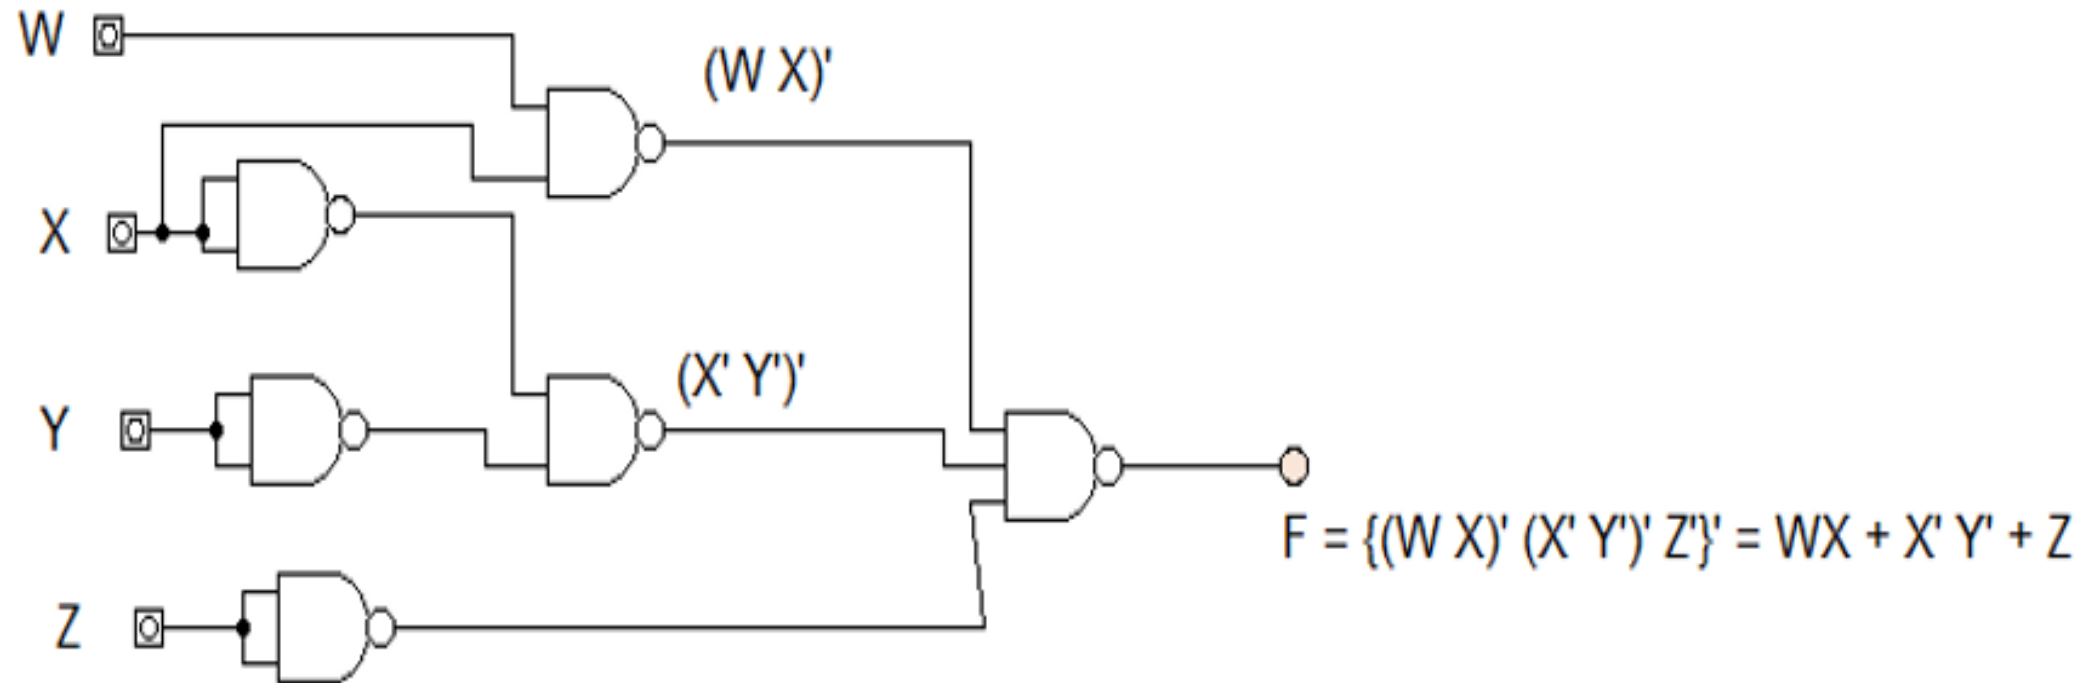 W
(W X)'
X
(X' Y')'
Y
F = {(W X)' (X' Y')' Z'}' = WX + X' Y' + Z
Z